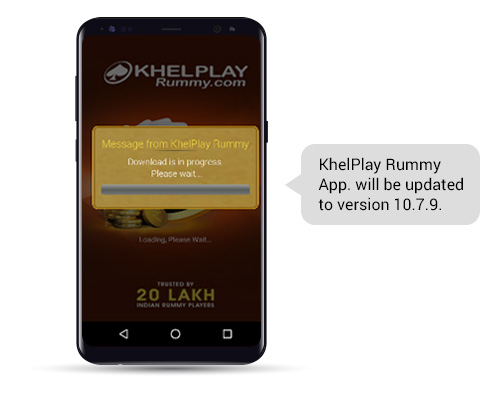 KHELPLAY
Rummy.com
Message from KhelPlay Rummy
Download is in progress.
Please wait...
Loading, Please Wait...
TRUSTED BY
20 LAKH
INDIAN RUMMY PLAYERS
KhelPlay Rummy
App. will be updated
to version 10.7.9.